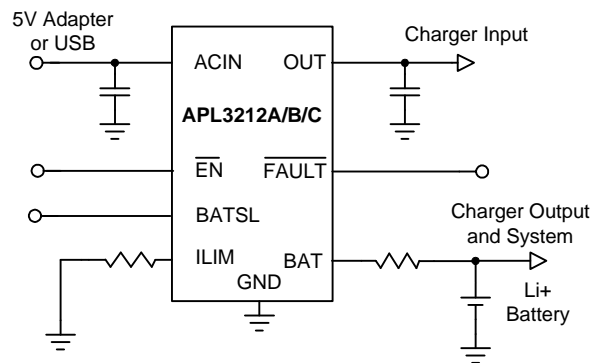 5V Adapter
or USB
Charger Input
ACIN
OUT
APL3212A/B/C
EN
FAULT
BATSL
Charger Output
and System
ILIM
BAT
GND
Li+
Battery